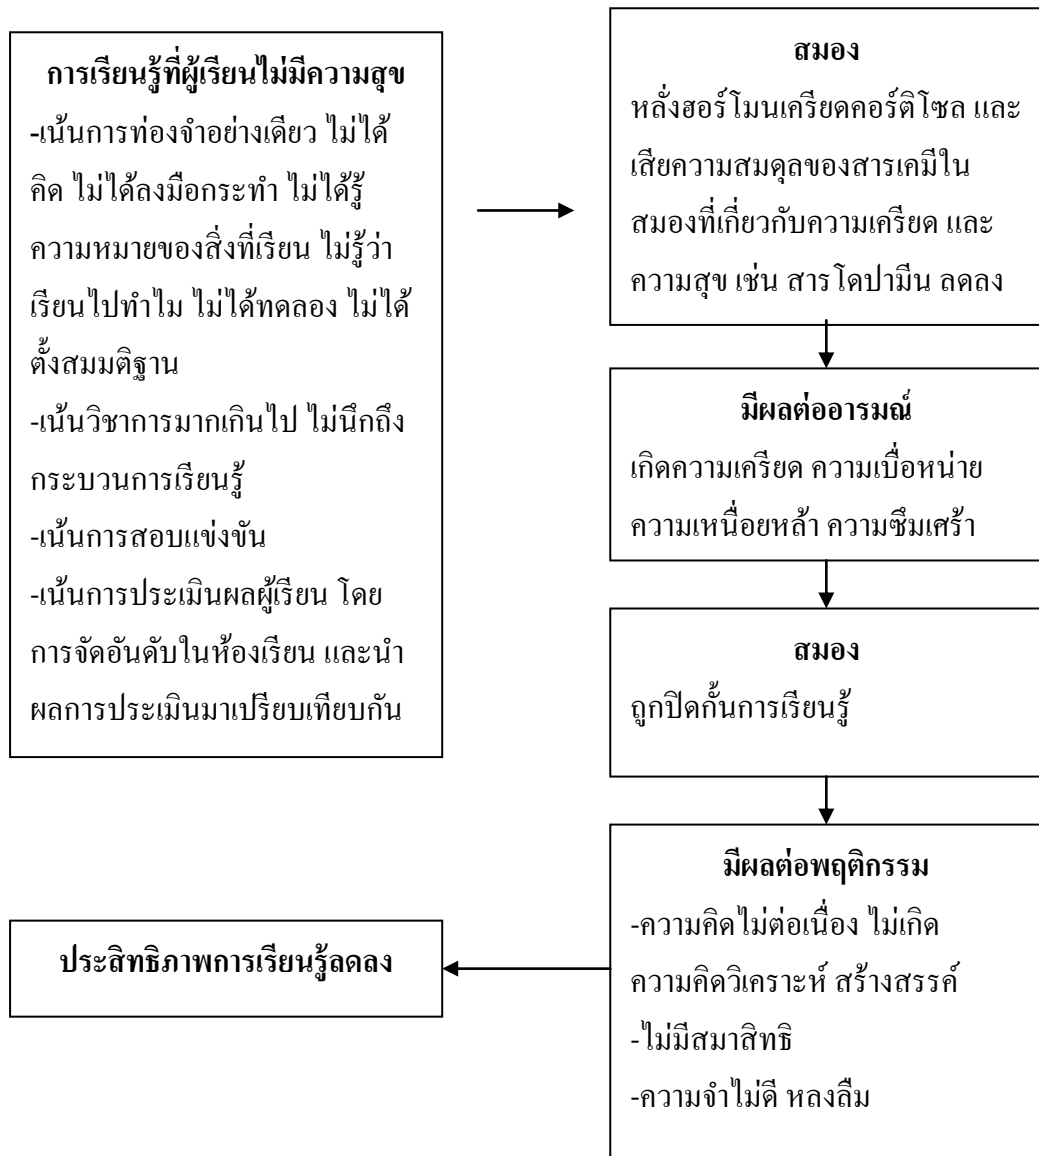 การเรียนรู้ที่ผู้เรียนไม่มีความสุข
-เน้นการท่องจำอย่างเดียว ไม่ได้
คิด ไม่ได้ลงมือกระทำ ไม่ได้รู้
ความหมายของสิ่งที่เรียน ไม่รู้ว่า
เรียนไปทำไม ไม่ได้ทดลอง ไม่ได้
ตั้งสมมติฐาน
-เน้นวิชาการมากเกินไป ไม่นึกถึง
กระบวนการเรียนรู้
-เน้นการสอบแข่งขัน
-เน้นการประเมินผลผู้เรียน โดย
การจัดอันดับในห้องเรียน และนำ
ผลการประเมินมาเปรียบเทียบกัน
สมอง
หลั่งฮอร์โมนเครียดคอร์ติโซล และ
เสียความสมดุลของสารเคมีใน
สมองที่เกี่ยวกับความเครียด และ
ความสุข เช่น สารโดปามีน ลดลง
มีผลต่ออารมณ์
เกิดความเครียด ความเบื่อหน่าย
ความเหนื่อยหล้า ความซึมเศร้า
สมอง
ถูกปิดกั้นการเรียนรู้
มีผลต่อพฤติกรรม
-ความคิดไม่ต่อเนื่อง ไม่เกิด
ความคิดวิเคราะห์ สร้างสรรค์
-ไม่มีสมาสิทธิ
-ความจำไม่ดี หลงลืม
ประสิทธิภาพการเรียนรู้ลดลง